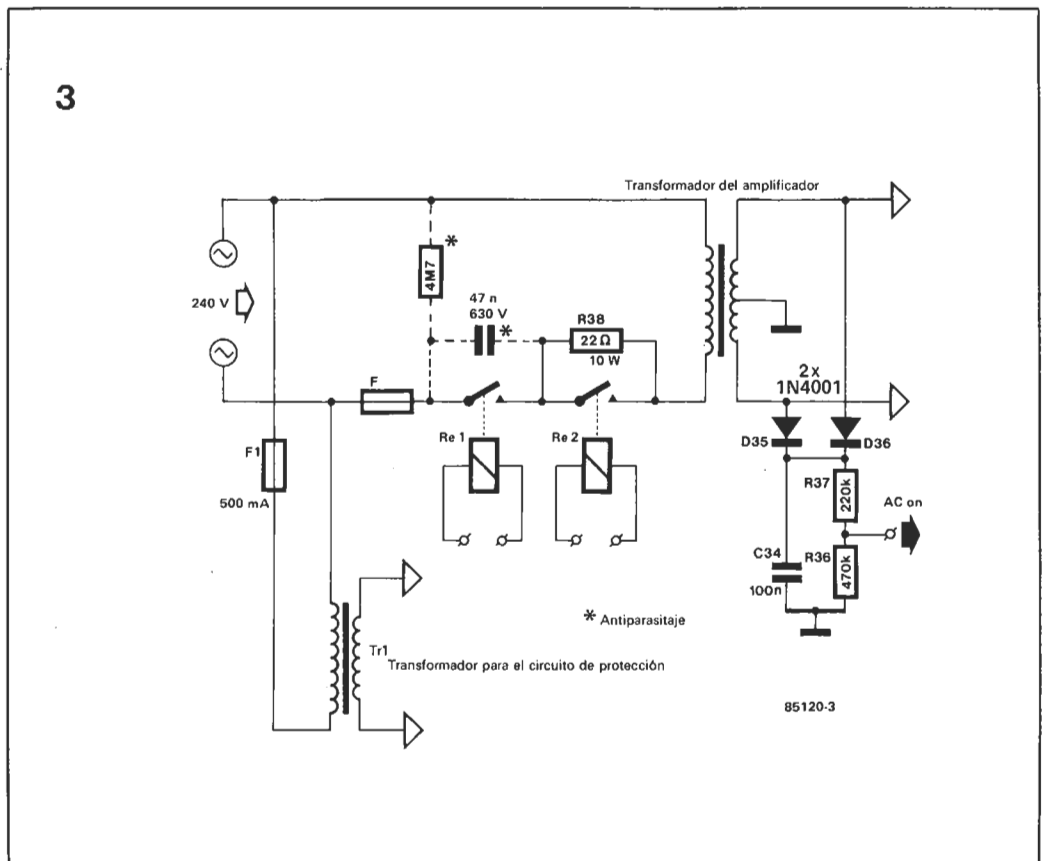 3
Transformador del amplificador
*
4M7
240 V
47 n
630 V
*
R38
22Ω
10 W
2x
1N4001
F
D35
D36
Re 1
Re 2
F1
500 mA
R37
220k
AC on
C34
R36
470k
100n
* Antiparasitaje
Tr1
Transformador para el circuito de protección
85120-3